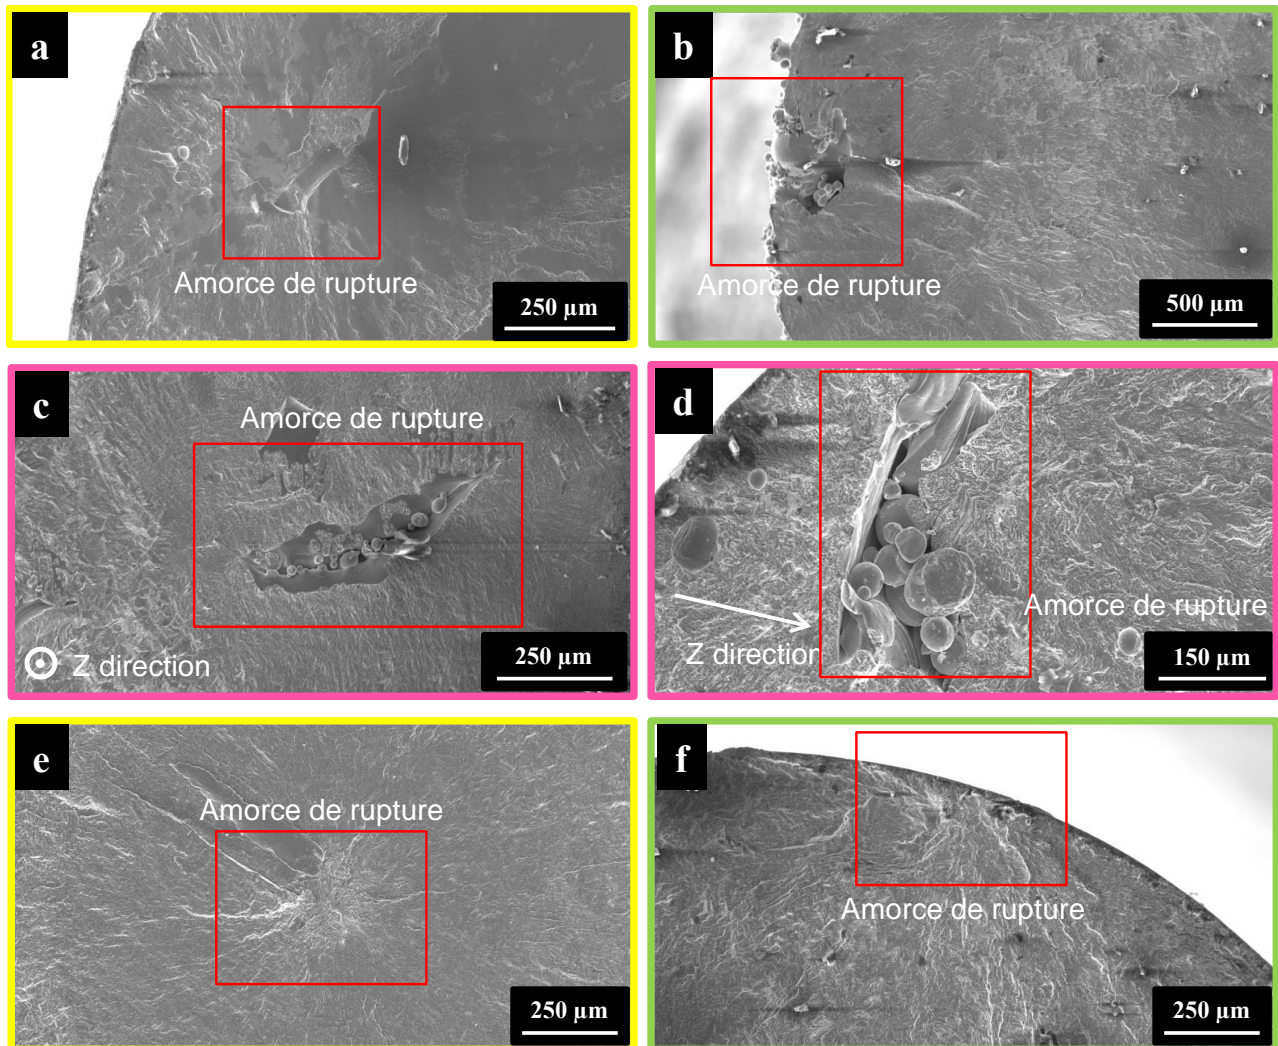 a
Amorce de rupture
250 µm
b
Amorce de rupture
500 µm
c
Amorce de rupture
Z direction
250 µm
d
Amorce de rupture
Z direction
150 µm
e
Amorce de rupture
250 µm
f
Amorce de rupture
250 µm